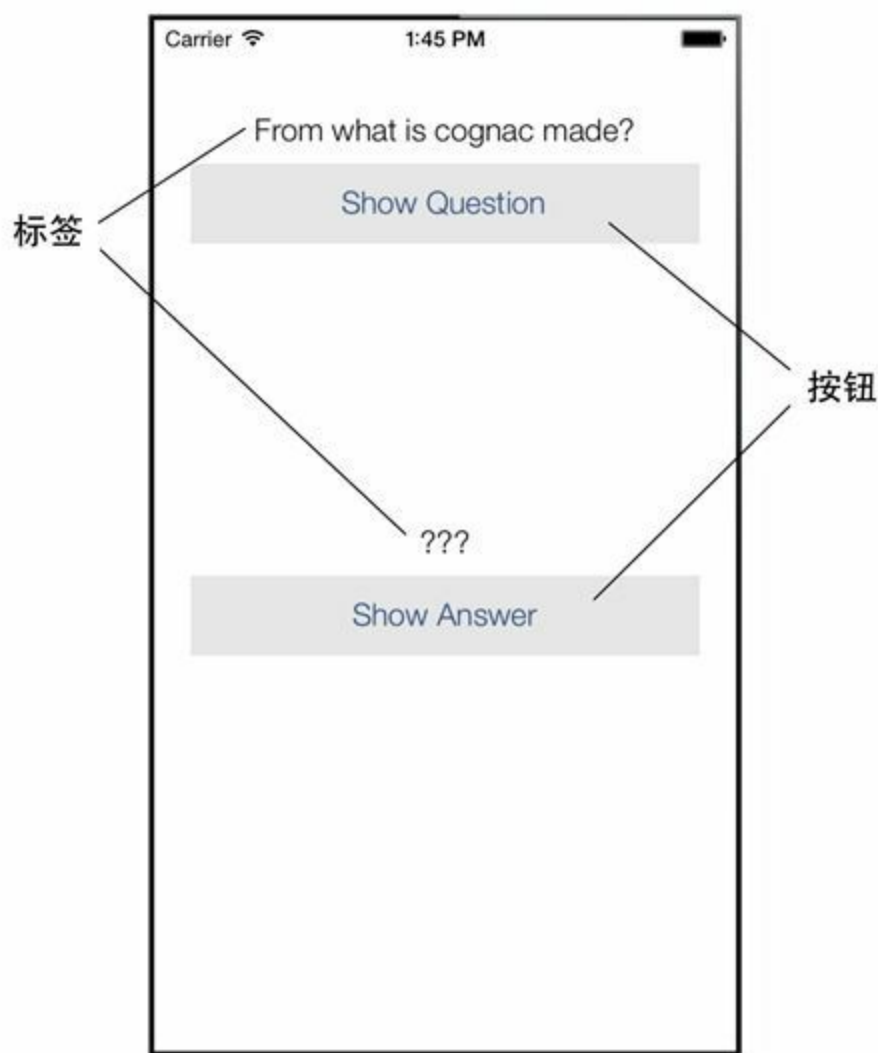 Carrier 1:45 PM
From what is cognac made?
Show Question
标签
按钮
???
Show Answer